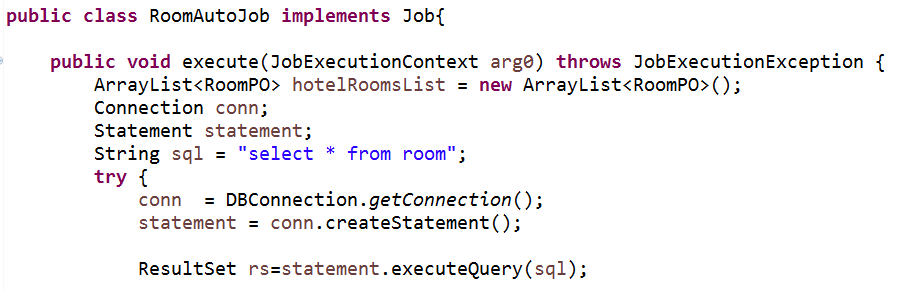 public class RoomAutoJob implements Job{
public void execute(JobExecutionContext arg0) throws JobExecutionException {
ArrayList<RoomPO> hotelRoomsList = new ArrayList<RoomPO>();
Connection conn;
Statement statement;
String sql = "select * from room";
try {
conn  = DBConnection.getConnection();
statement = conn.createStatement();
ResultSet rs=statement.executeQuery(sql);